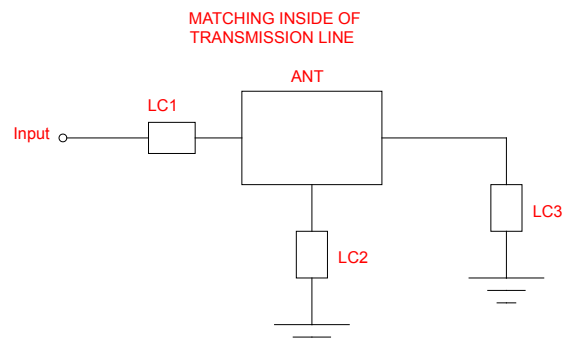 MATCHING INSIDE OF
TRANSMISSION LINE
ANT
LC1
Input
LC3
LC2